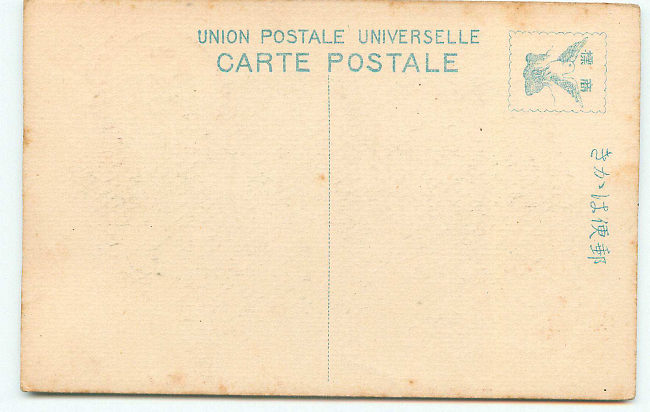 UNION POSTALE UNIVERSELLE
CARTE POSTALE
商標
郵便はかき